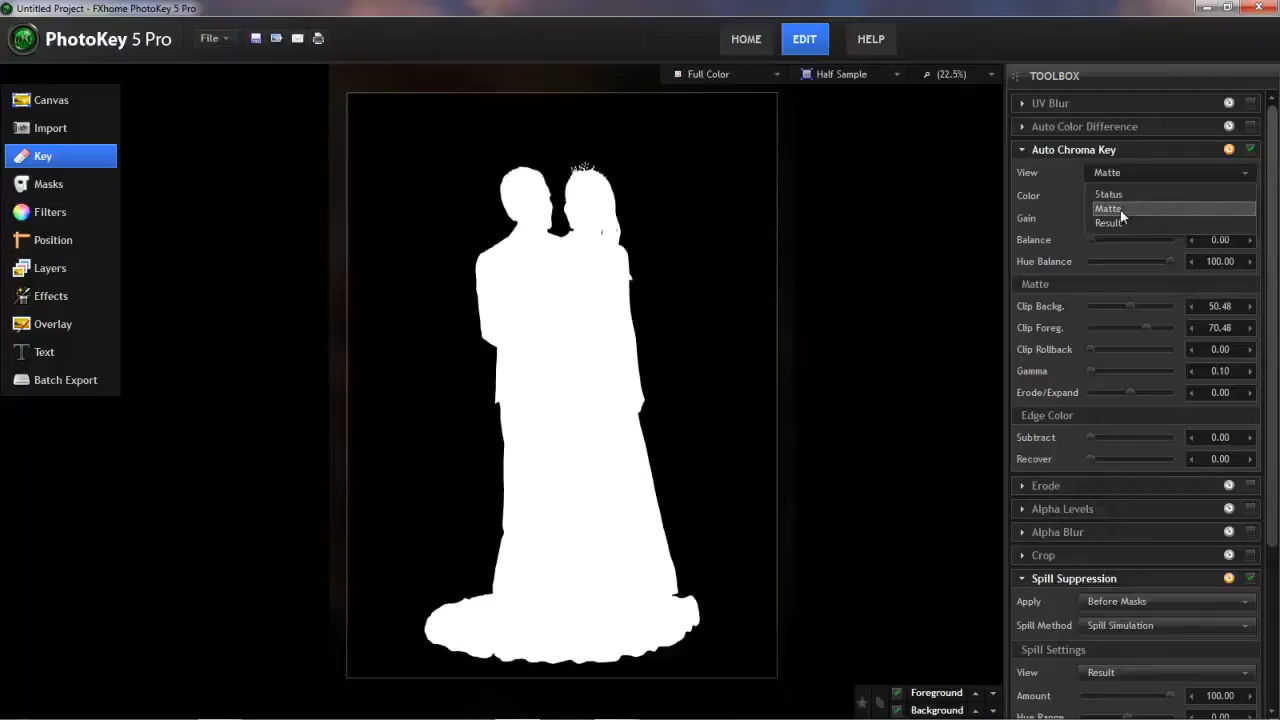 Untitled Project - FXhome PhotoKey 5 Pro
PhotoKey 5 Pro
File
HOME
EDIT
HELP
Full Color
Half Sample
(22.5%)
Canvas
Import
Key
Masks
Filters
Position
Layers
Effects
Overlay
Text
Batch Export
TOOLBOX
UV Blur
Auto Color Difference
Auto Chroma Key
View Matte
Color Status
Matte
Gain Result
Balance 0.00
Hue Balance 100.00
Matte
Clip Backg. 50.48
Clip Foreg. 70.48
Clip Rollback 0.00
Gamma 0.10
Erode/Expand 0.00
Edge Color
Subtract 0.00
Recover 0.00
Erode
Alpha Levels
Alpha Blur
Crop
Spill Suppression
Apply Before Masks
Spill Method Spill Simulation
Spill Settings
View Result
Amount 100.00
Hue Range
Foreground
Background